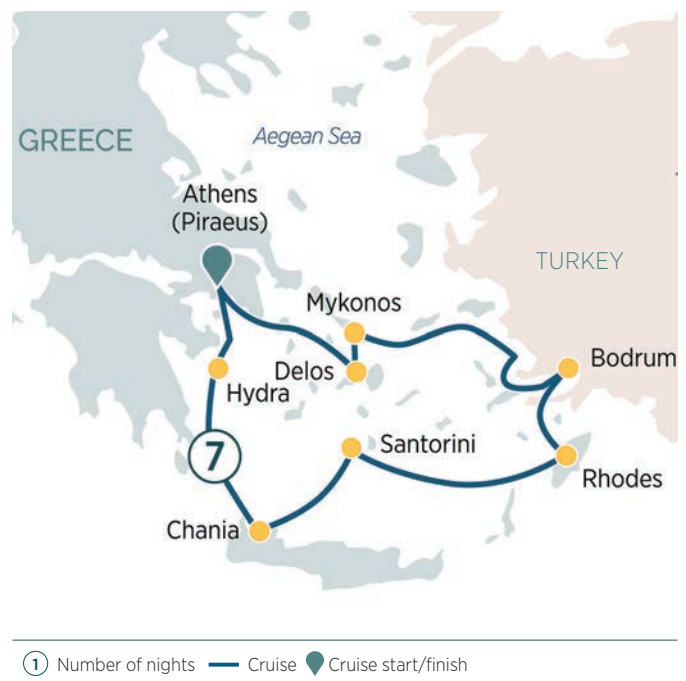 GREECE
Aegean Sea
Athens
(Piraeus)
TURKEY
Mykonos
Bodrum
Delos
Hydra
Santorini
7
Rhodes
Chania
1 Number of nights Cruise Cruise start/finish